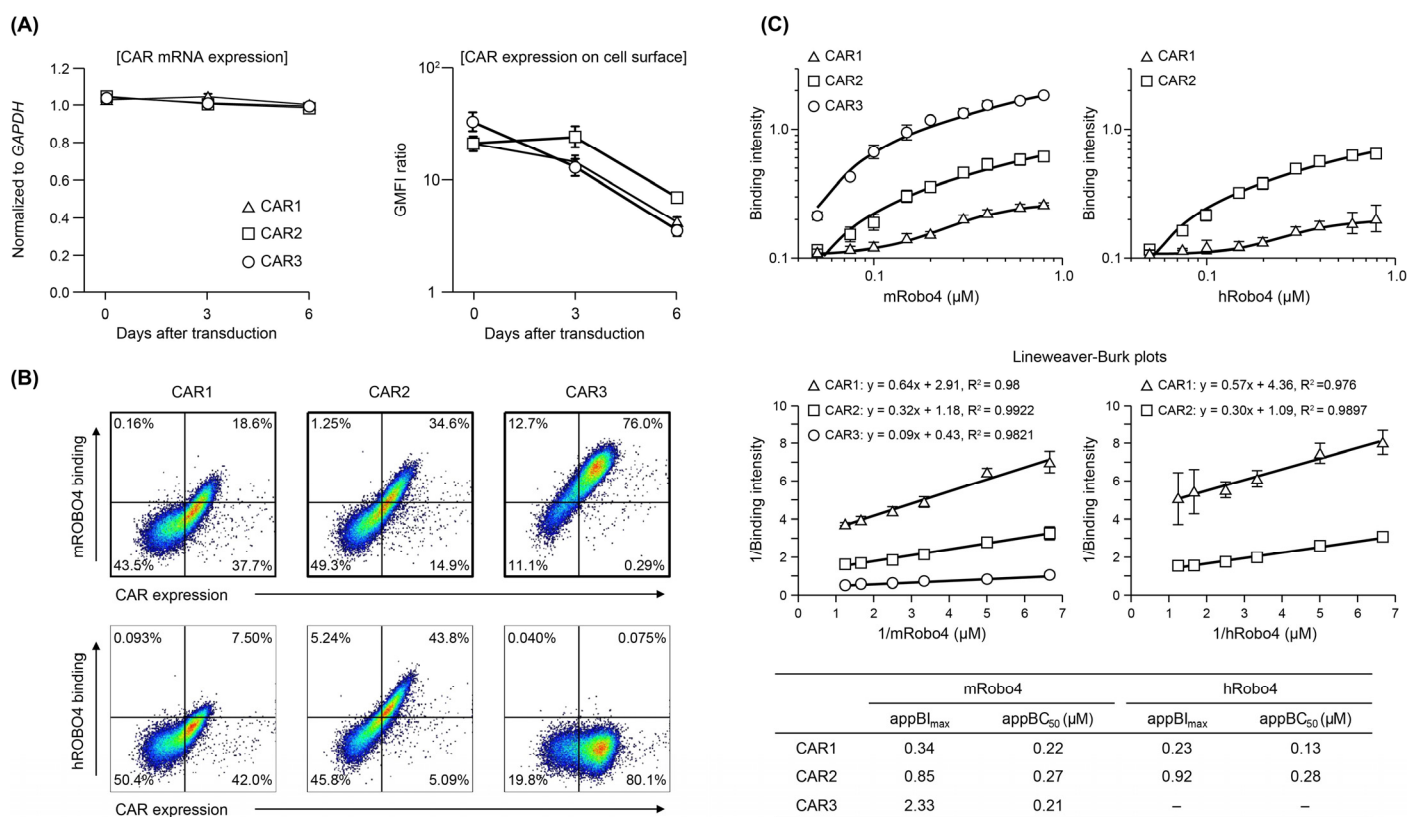 (A)
[CAR mRNA expression]
Normalized to GAPDH
1.2
1.0
0.8
0.6
0.4
0.2
0.0
0
3
6
Days after transduction
CAR1
CAR2
CAR3
[CAR expression on cell surface]
GMFI ratio
10²
10
1
0
3
6
Days after transduction
(B)
CAR1
CAR2
CAR3
mROBO4 binding
0.16% 18.6%
43.5% 37.7%
1.25% 34.6%
49.3% 14.9%
12.7% 76.0%
11.1% 0.29%
CAR expression
hROBO4 binding
0.093% 7.50%
50.4% 42.0%
5.24% 43.8%
45.8% 5.09%
0.040% 0.075%
19.8% 80.1%
CAR expression
(C)
CAR1
CAR2
CAR3
Binding intensity
1.0
0.1
0.1
1.0
mRobo4 (µM)
CAR1
CAR2
Binding intensity
1.0
0.1
0.1
1.0
hRobo4 (µM)
Lineweaver-Burk plots
CAR1: y = 0.64x + 2.91, R² = 0.98
CAR2: y = 0.32x + 1.18, R² = 0.9922
CAR3: y = 0.09x + 0.43, R² = 0.9821
1/Binding intensity
10
8
6
4
2
0
0 1 2 3 4 5 6 7
1/mRobo4 (µM)
CAR1: y = 0.57x + 4.36, R² =0.976
CAR2: y = 0.30x + 1.09, R² = 0.9897
1/Binding intensity
10
8
6
4
2
0
0 1 2 3 4 5 6 7
1/hRobo4 (µM)
mRobo4 hRobo4
appBImax appBC50 (µM) appBImax appBC50 (µM)
CAR1 0.34 0.22 0.23 0.13
CAR2 0.85 0.27 0.92 0.28
CAR3 2.33 0.21 – –